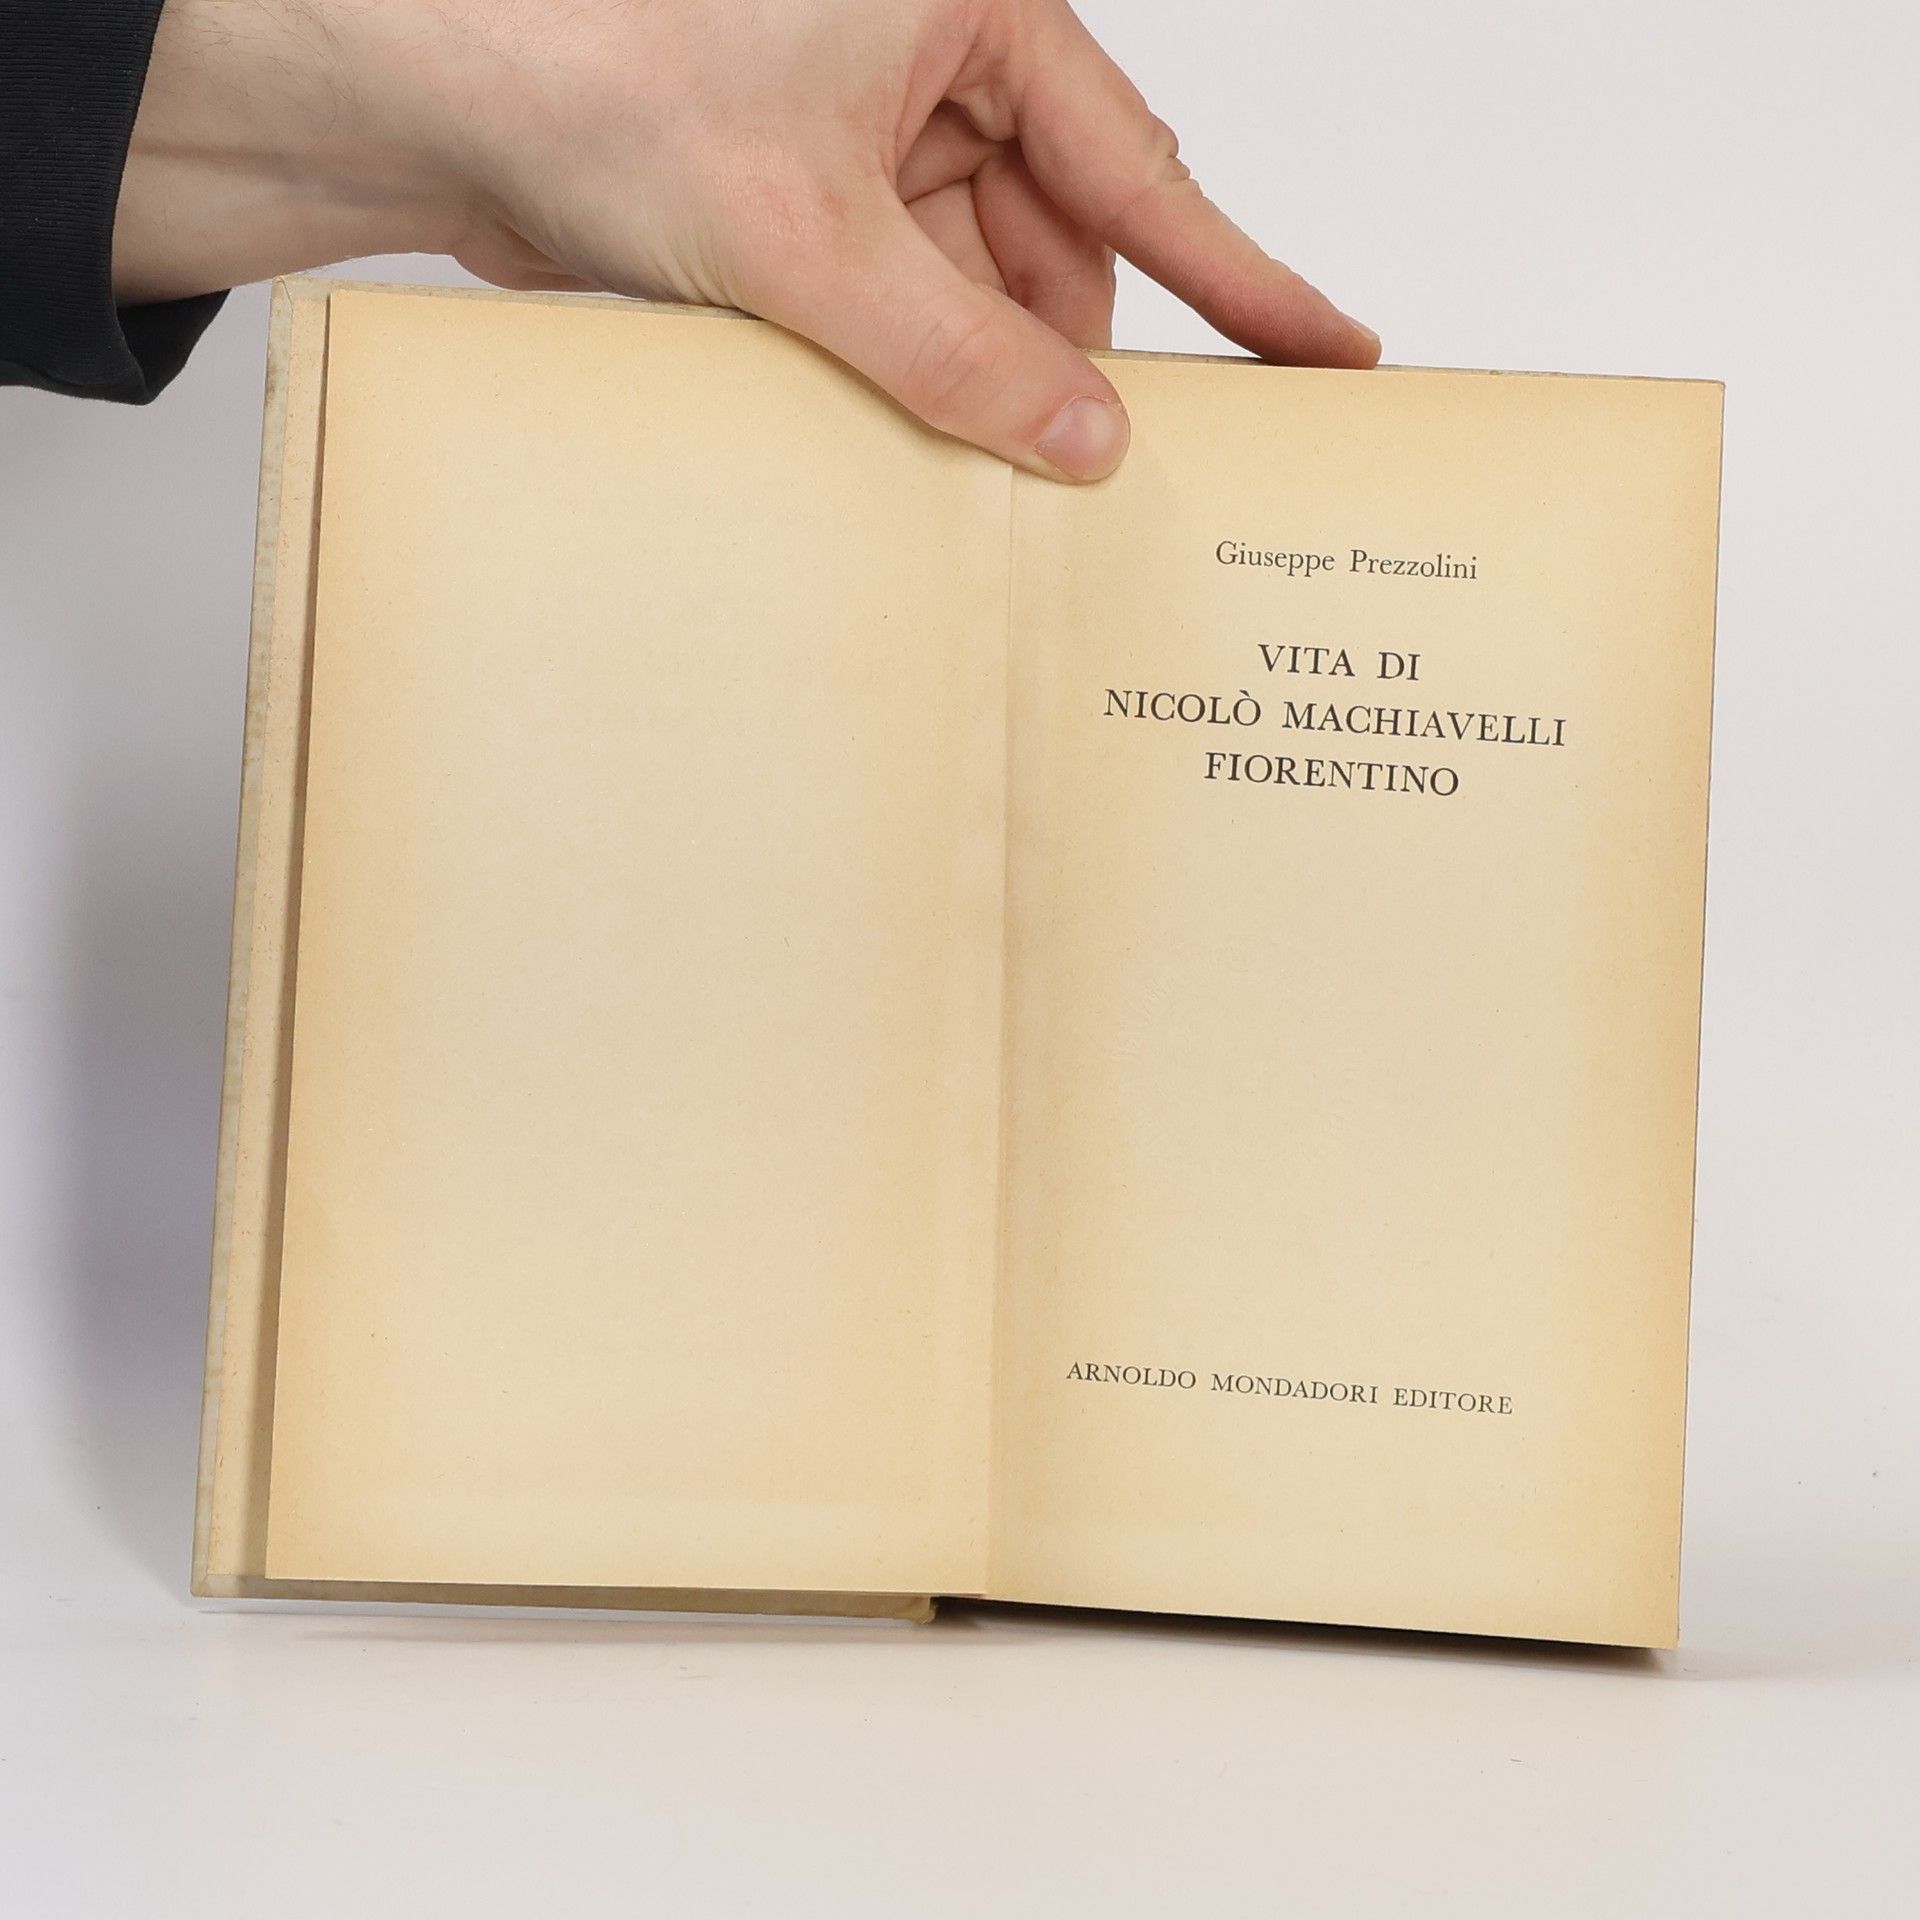 Giuseppe Prezzolini
VITA DI
NICOLÒ MACHIAVELLI
FIORENTINO
ARNOLDO MONDADORI EDITORE